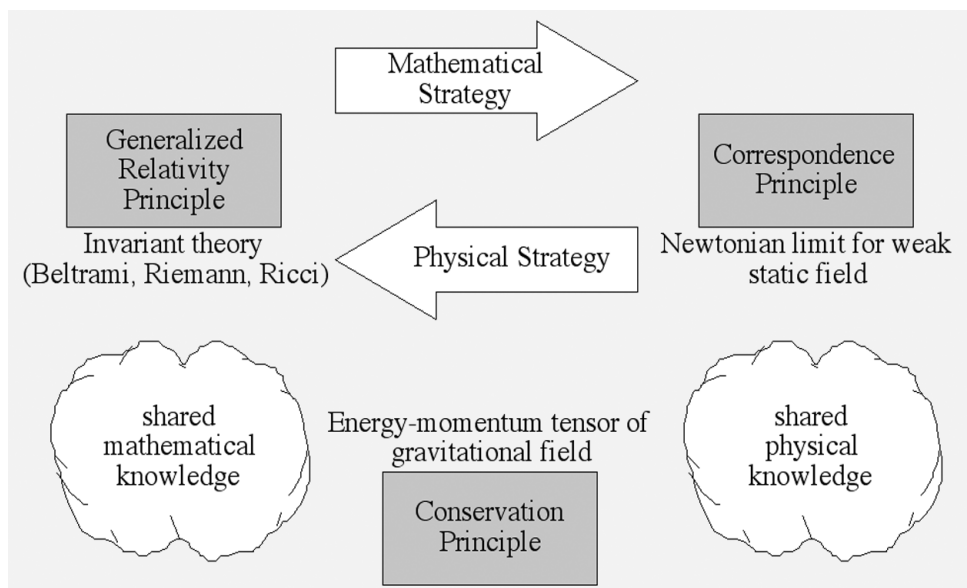 Mathematical
Strategy
Generalized
Relativity
Principle
Correspondence
Principle
Invariant theory
(Beltrami, Riemann, Ricci)
Physical Strategy
Newtonian limit for weak
static field
shared
mathematical
knowledge
Energy-momentum tensor of
gravitational field
shared
physical
knowledge
Conservation
Principle